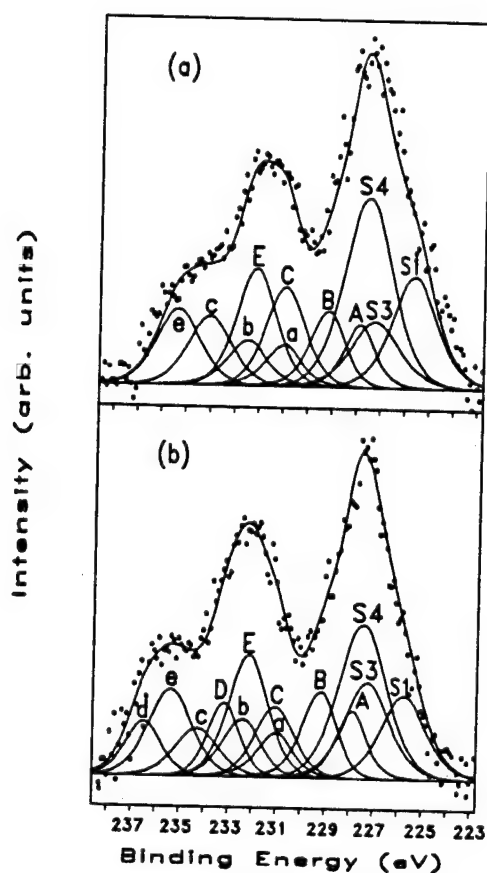 (a)
S4
E
C
S1
B
A
S3
e
c
b
a
Intensity (arb. units)
(b)
S4
E
S3
e
D
C
B
S1
d
b
A
c
a
237 235 233 231 229 227 225 223
Binding Energy (eV)